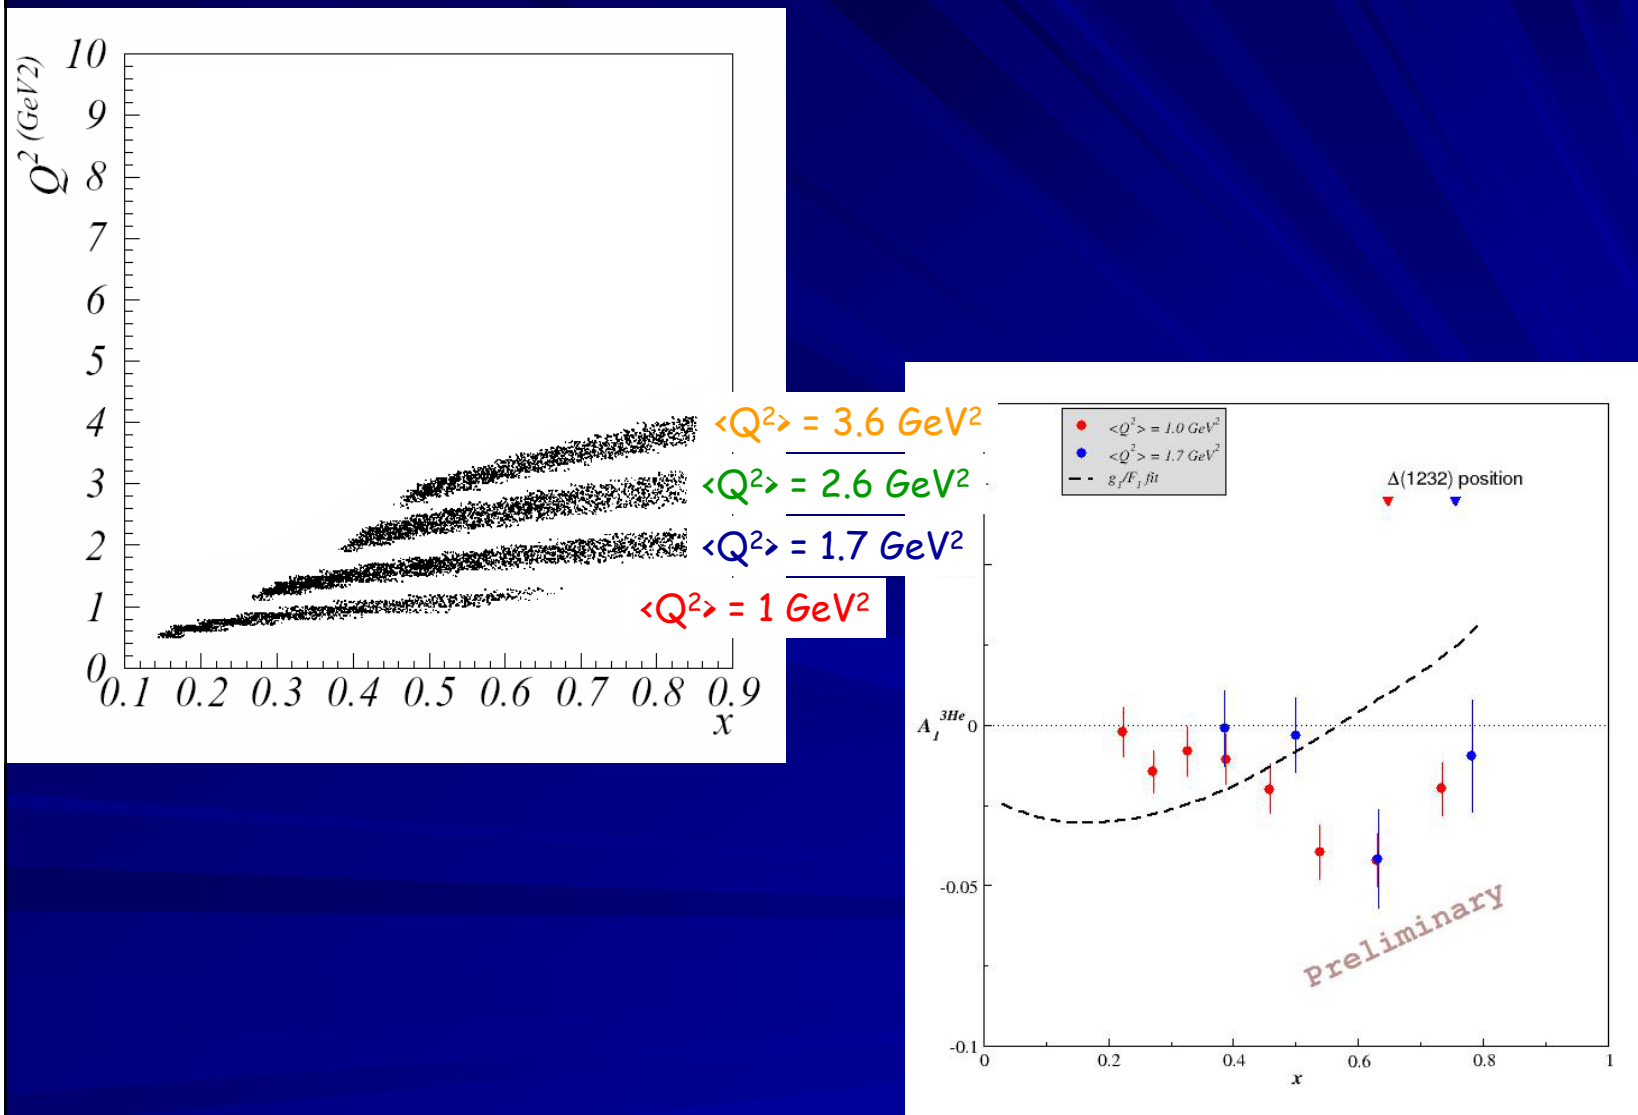 10
Q² (GeV2)
9
8
7
6
5
4
3
2
1
0
0.1 0.2 0.3 0.4 0.5 0.6 0.7 0.8 0.9
x
<Q²> = 3.6 GeV²
<Q²> = 2.6 GeV²
<Q²> = 1.7 GeV²
<Q²> = 1 GeV²
<Q²> = 1.0 GeV²
<Q²> = 1.7 GeV²
g₁/F₁ fit
Δ(1232) position
A₁ ³He
0
-0.05
-0.1
Preliminary
0 0.2 0.4 0.6 0.8 1
x